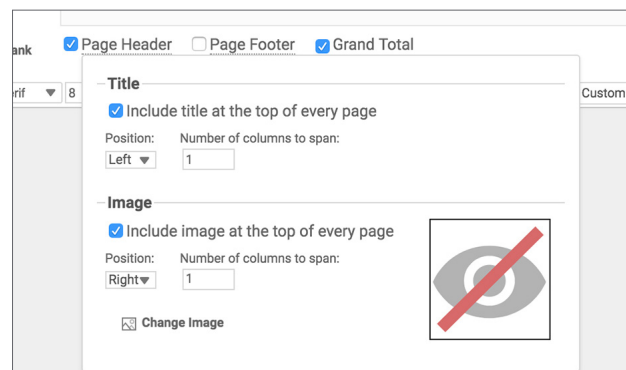 ank
Page Header Page Footer Grand Total
rif 8 Custom
Title
Include title at the top of every page
Position: Number of columns to span:
Left 1
Image
Include image at the top of every page
Position: Number of columns to span:
Right 1
Change Image